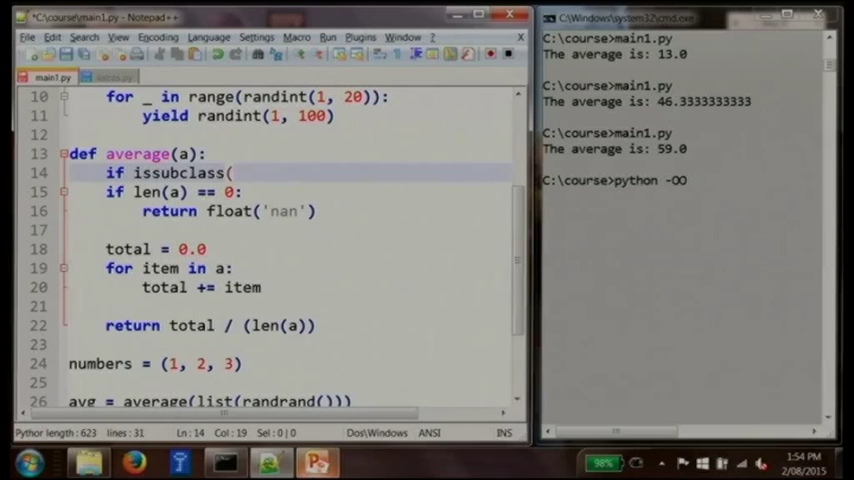 *C:\course\main1.py - Notepad++
File Edit Search View Encoding Language Settings Macro Run Plugins Window ?
main1.py
10 for _ in range(randint(1, 20)):
11 yield randint(1, 100)
12
13 def average(a):
14 if issubclass(
15 if len(a) == 0:
16 return float('nan')
17
18 total = 0.0
19 for item in a:
20 total += item
21
22 return total / (len(a))
23
24 numbers = (1, 2, 3)
25
26 avg = average(list(randrand()))
Python length : 623 lines : 31 Ln : 14 Col : 19 Sel : 0 | 0 Dos\Windows ANSI INS
C:\Windows\system32\cmd.exe
C:\course>main1.py
The average is: 13.0
C:\course>main1.py
The average is: 46.3333333333
C:\course>main1.py
The average is: 59.0
C:\course>python -OO
98%
1:54 PM
2/08/2015